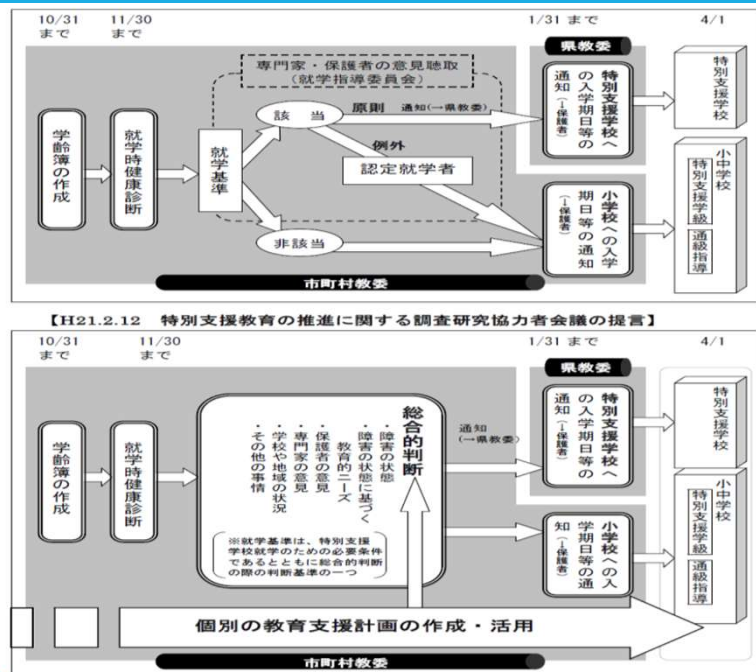 10/31
まで
11/30
まで
1/31 まで
4/1
県教委
専門家・保護者の意見聴取
(就学指導委員会)
学齢簿の作成
就学時健康診断
就学基準
該当
原則 通知(→県教委)
例外
認定就学者
非該当
特別支援学校へ
の入学期日等の
通知(→保護者)
小学校への入学
期日等の通知
(→保護者)
特別支援学校
小中学校
特別支援学級
通級指導
市町村教委
【H21.2.12 特別支援教育の推進に関する調査研究協力者会議の提言】
10/31
まで
11/30
まで
1/31 まで
4/1
県教委
学齢簿の作成
就学時健康診断
総合的判断
・障害の状態
・障害の状態に基づく
教育的ニーズ
・保護者の意見
・専門家の意見
・学校や地域の状況
・その他の事情
※就学基準は、特別支援
学校就学のための必要条件
であるとともに総合的判断
の際の判断基準の一つ
通知
(→県教委)
特別支援学校へ
の入学期日等の
通知(→保護者)
小学校への入
学期日等の通
知(→保護者)
特別支援学校
小中学校
特別支援学級
通級指導
個別の教育支援計画の作成・活用
市町村教委